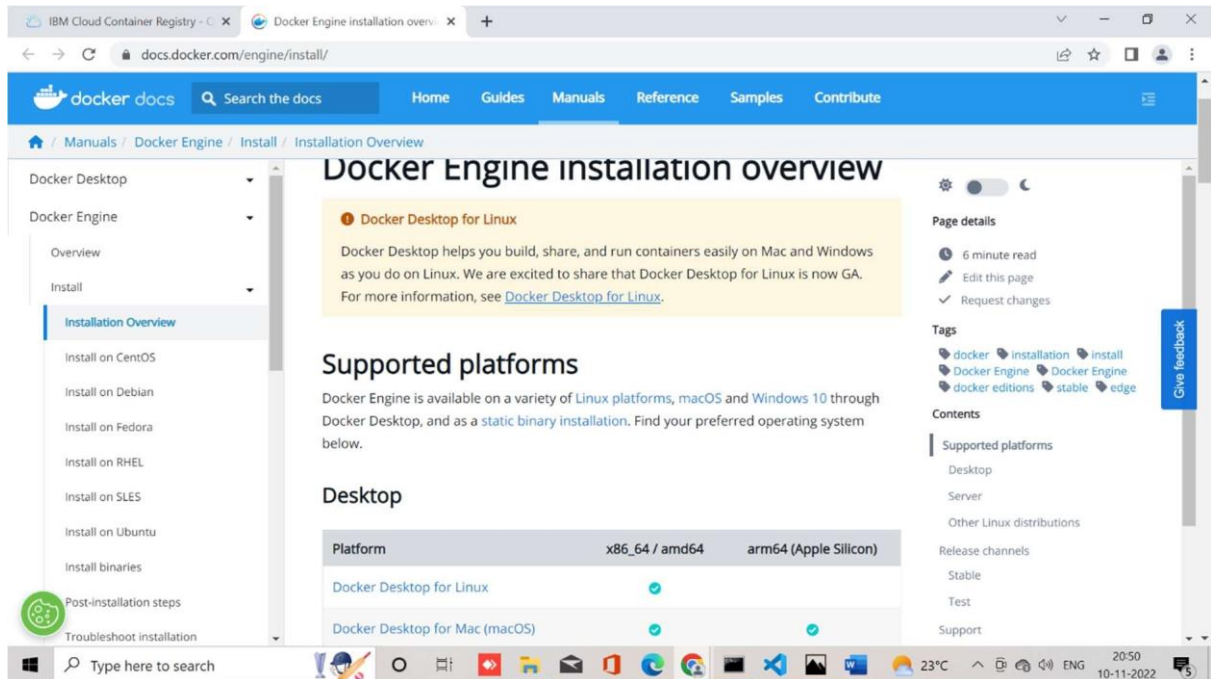 IBM Cloud Container Registry - C
Docker Engine installation overvi
docs.docker.com/engine/install/
docker docs
Search the docs
Home Guides Manuals Reference Samples Contribute
/ Manuals / Docker Engine / Install / Installation Overview
Docker Desktop
Docker Engine
Overview
Install
Installation Overview
Install on CentOS
Install on Debian
Install on Fedora
Install on RHEL
Install on SLES
Install on Ubuntu
Install binaries
Post-installation steps
Troubleshoot installation
Docker Engine installation overview
Docker Desktop for Linux
Docker Desktop helps you build, share, and run containers easily on Mac and Windows
as you do on Linux. We are excited to share that Docker Desktop for Linux is now GA.
For more information, see Docker Desktop for Linux.
Supported platforms
Docker Engine is available on a variety of Linux platforms, macOS and Windows 10 through
Docker Desktop, and as a static binary installation. Find your preferred operating system
below.
Desktop
Platform x86_64 / amd64 arm64 (Apple Silicon)
Docker Desktop for Linux
Docker Desktop for Mac (macOS)
Page details
6 minute read
Edit this page
Request changes
Tags
docker installation install
Docker Engine Docker Engine
docker editions stable edge
Contents
Supported platforms
Desktop
Server
Other Linux distributions
Release channels
Stable
Test
Support
Give feedback
Type here to search
23°C
ENG
20:50
10-11-2022
5